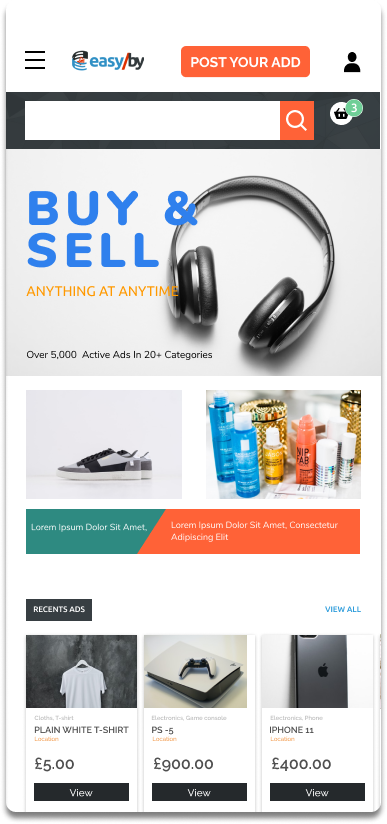 easy/by
POST YOUR ADD
3
BUY &
SELL
ANYTHING AT ANYTIME
Over 5,000 Active Ads In 20+ Categories
NIP
FAB
Lorem Ipsum Dolor Sit Amet,
Lorem Ipsum Dolor Sit Amet, Consectetur
Adipiscing Elit
RECENTS ADS
VIEW ALL
Cloths, T-shirt
PLAIN WHITE T-SHIRT
Location
£5.00
View
Electronics, Game console
PS -5
Location
£900.00
View
Electronics, Phone
IPHONE 11
Location
£400.00
View